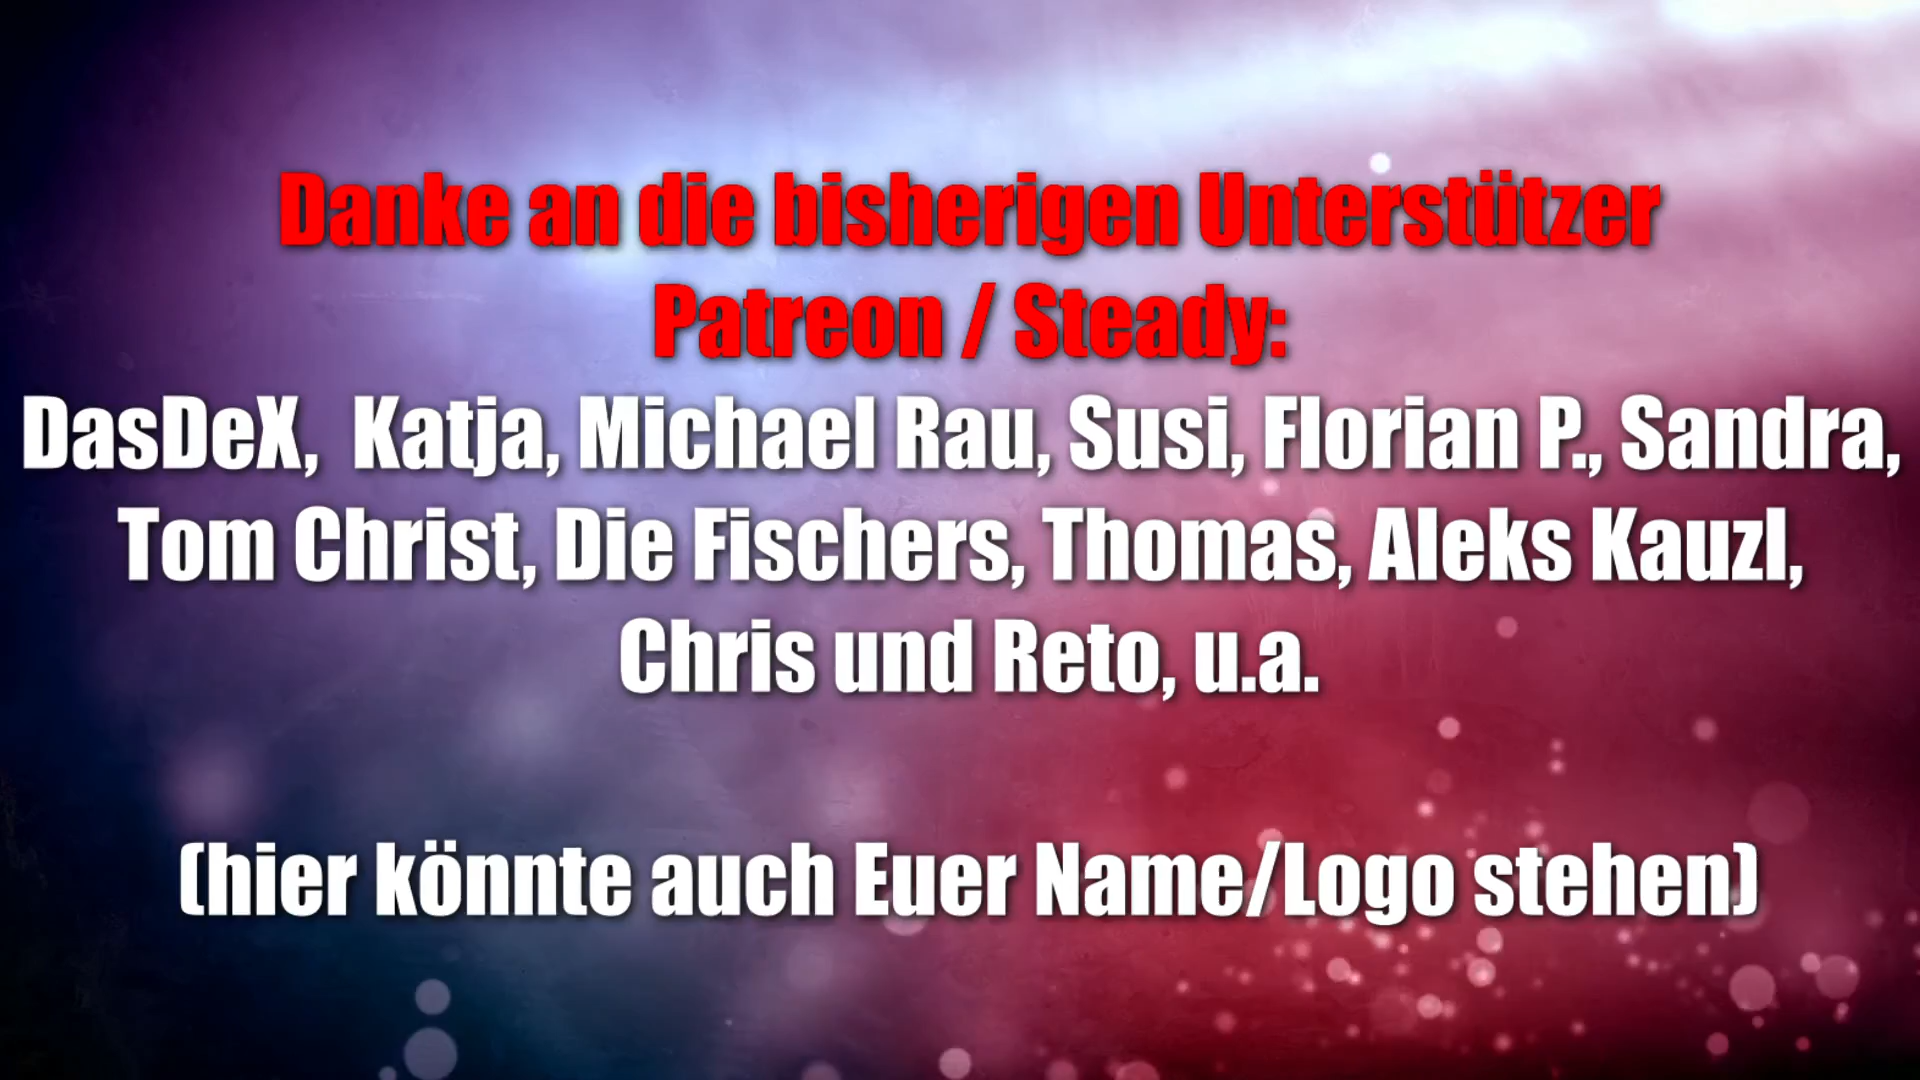 Danke an die bisherigen Unterstützer
Patreon / Steady:
DasDeX,  Katja, Michael Rau, Susi, Florian P., Sandra,
Tom Christ, Die Fischers, Thomas, Aleks Kauzl,
Chris und Reto, u.a.
(hier könnte auch Euer Name/Logo stehen)